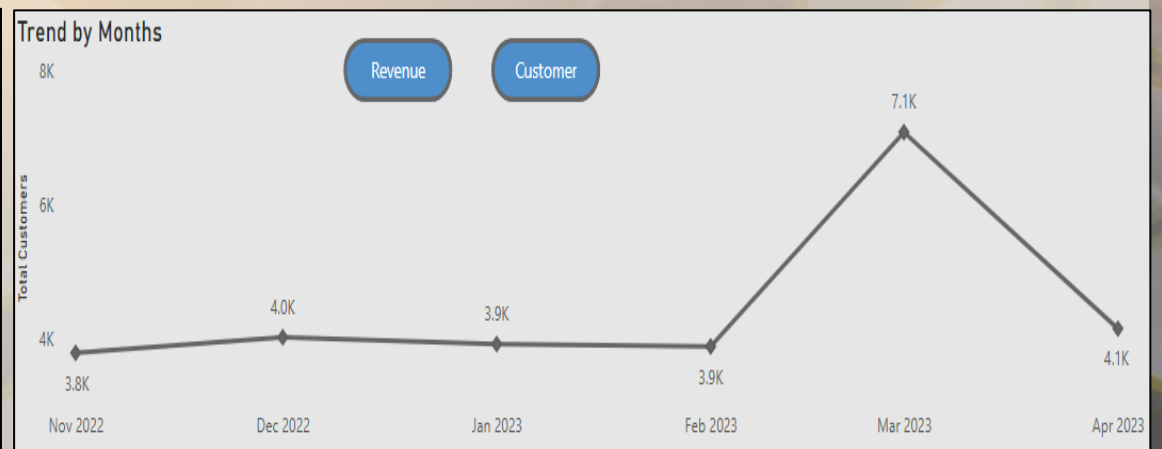 Trend by Months
Revenue
Customer
8K
6K
4K
Total Customers
3.8K
4.0K
3.9K
3.9K
7.1K
4.1K
Nov 2022
Dec 2022
Jan 2023
Feb 2023
Mar 2023
Apr 2023